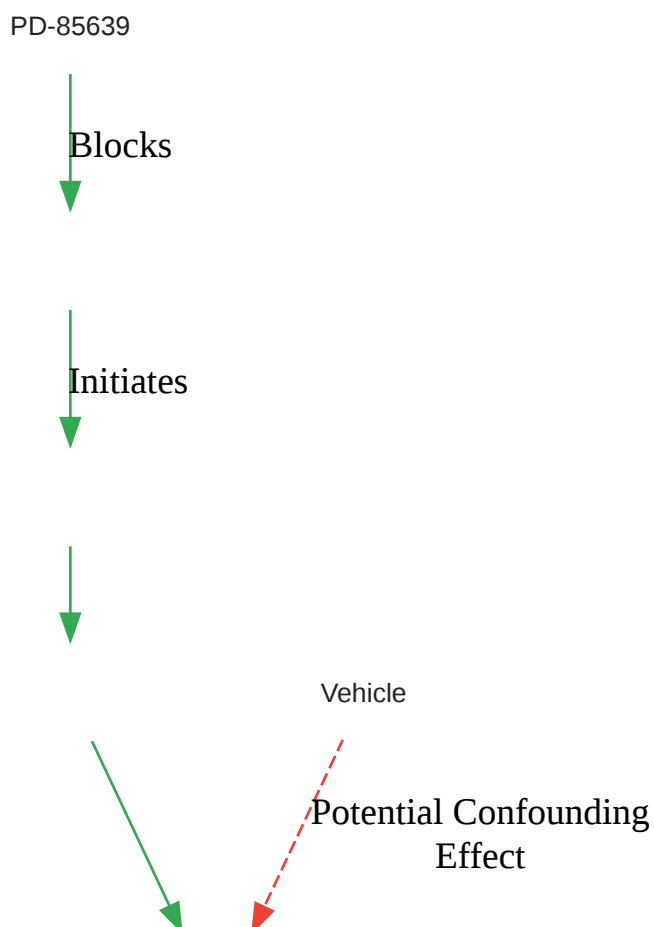 PD-85639
Blocks
Initiates
Vehicle
Potential Confounding
Effect